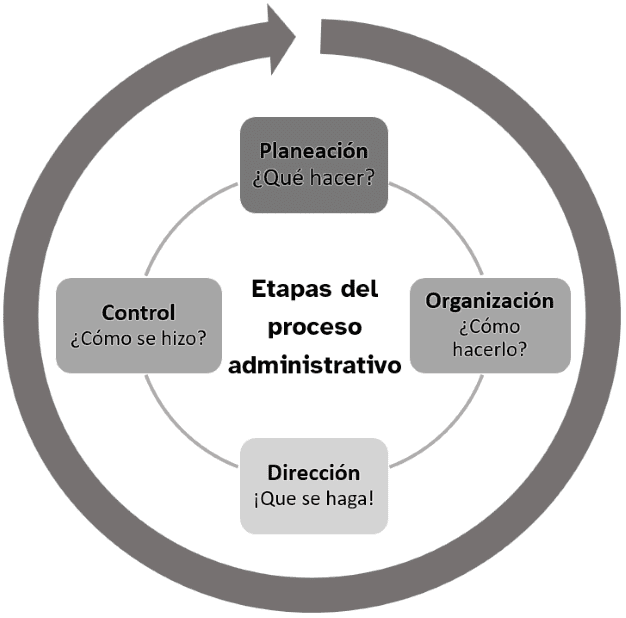 Planeación
¿Qué hacer?
Etapas del
proceso
administrativo
Organización
¿Cómo
hacerlo?
Dirección
¡Que se haga!
Control
¿Cómo se hizo?